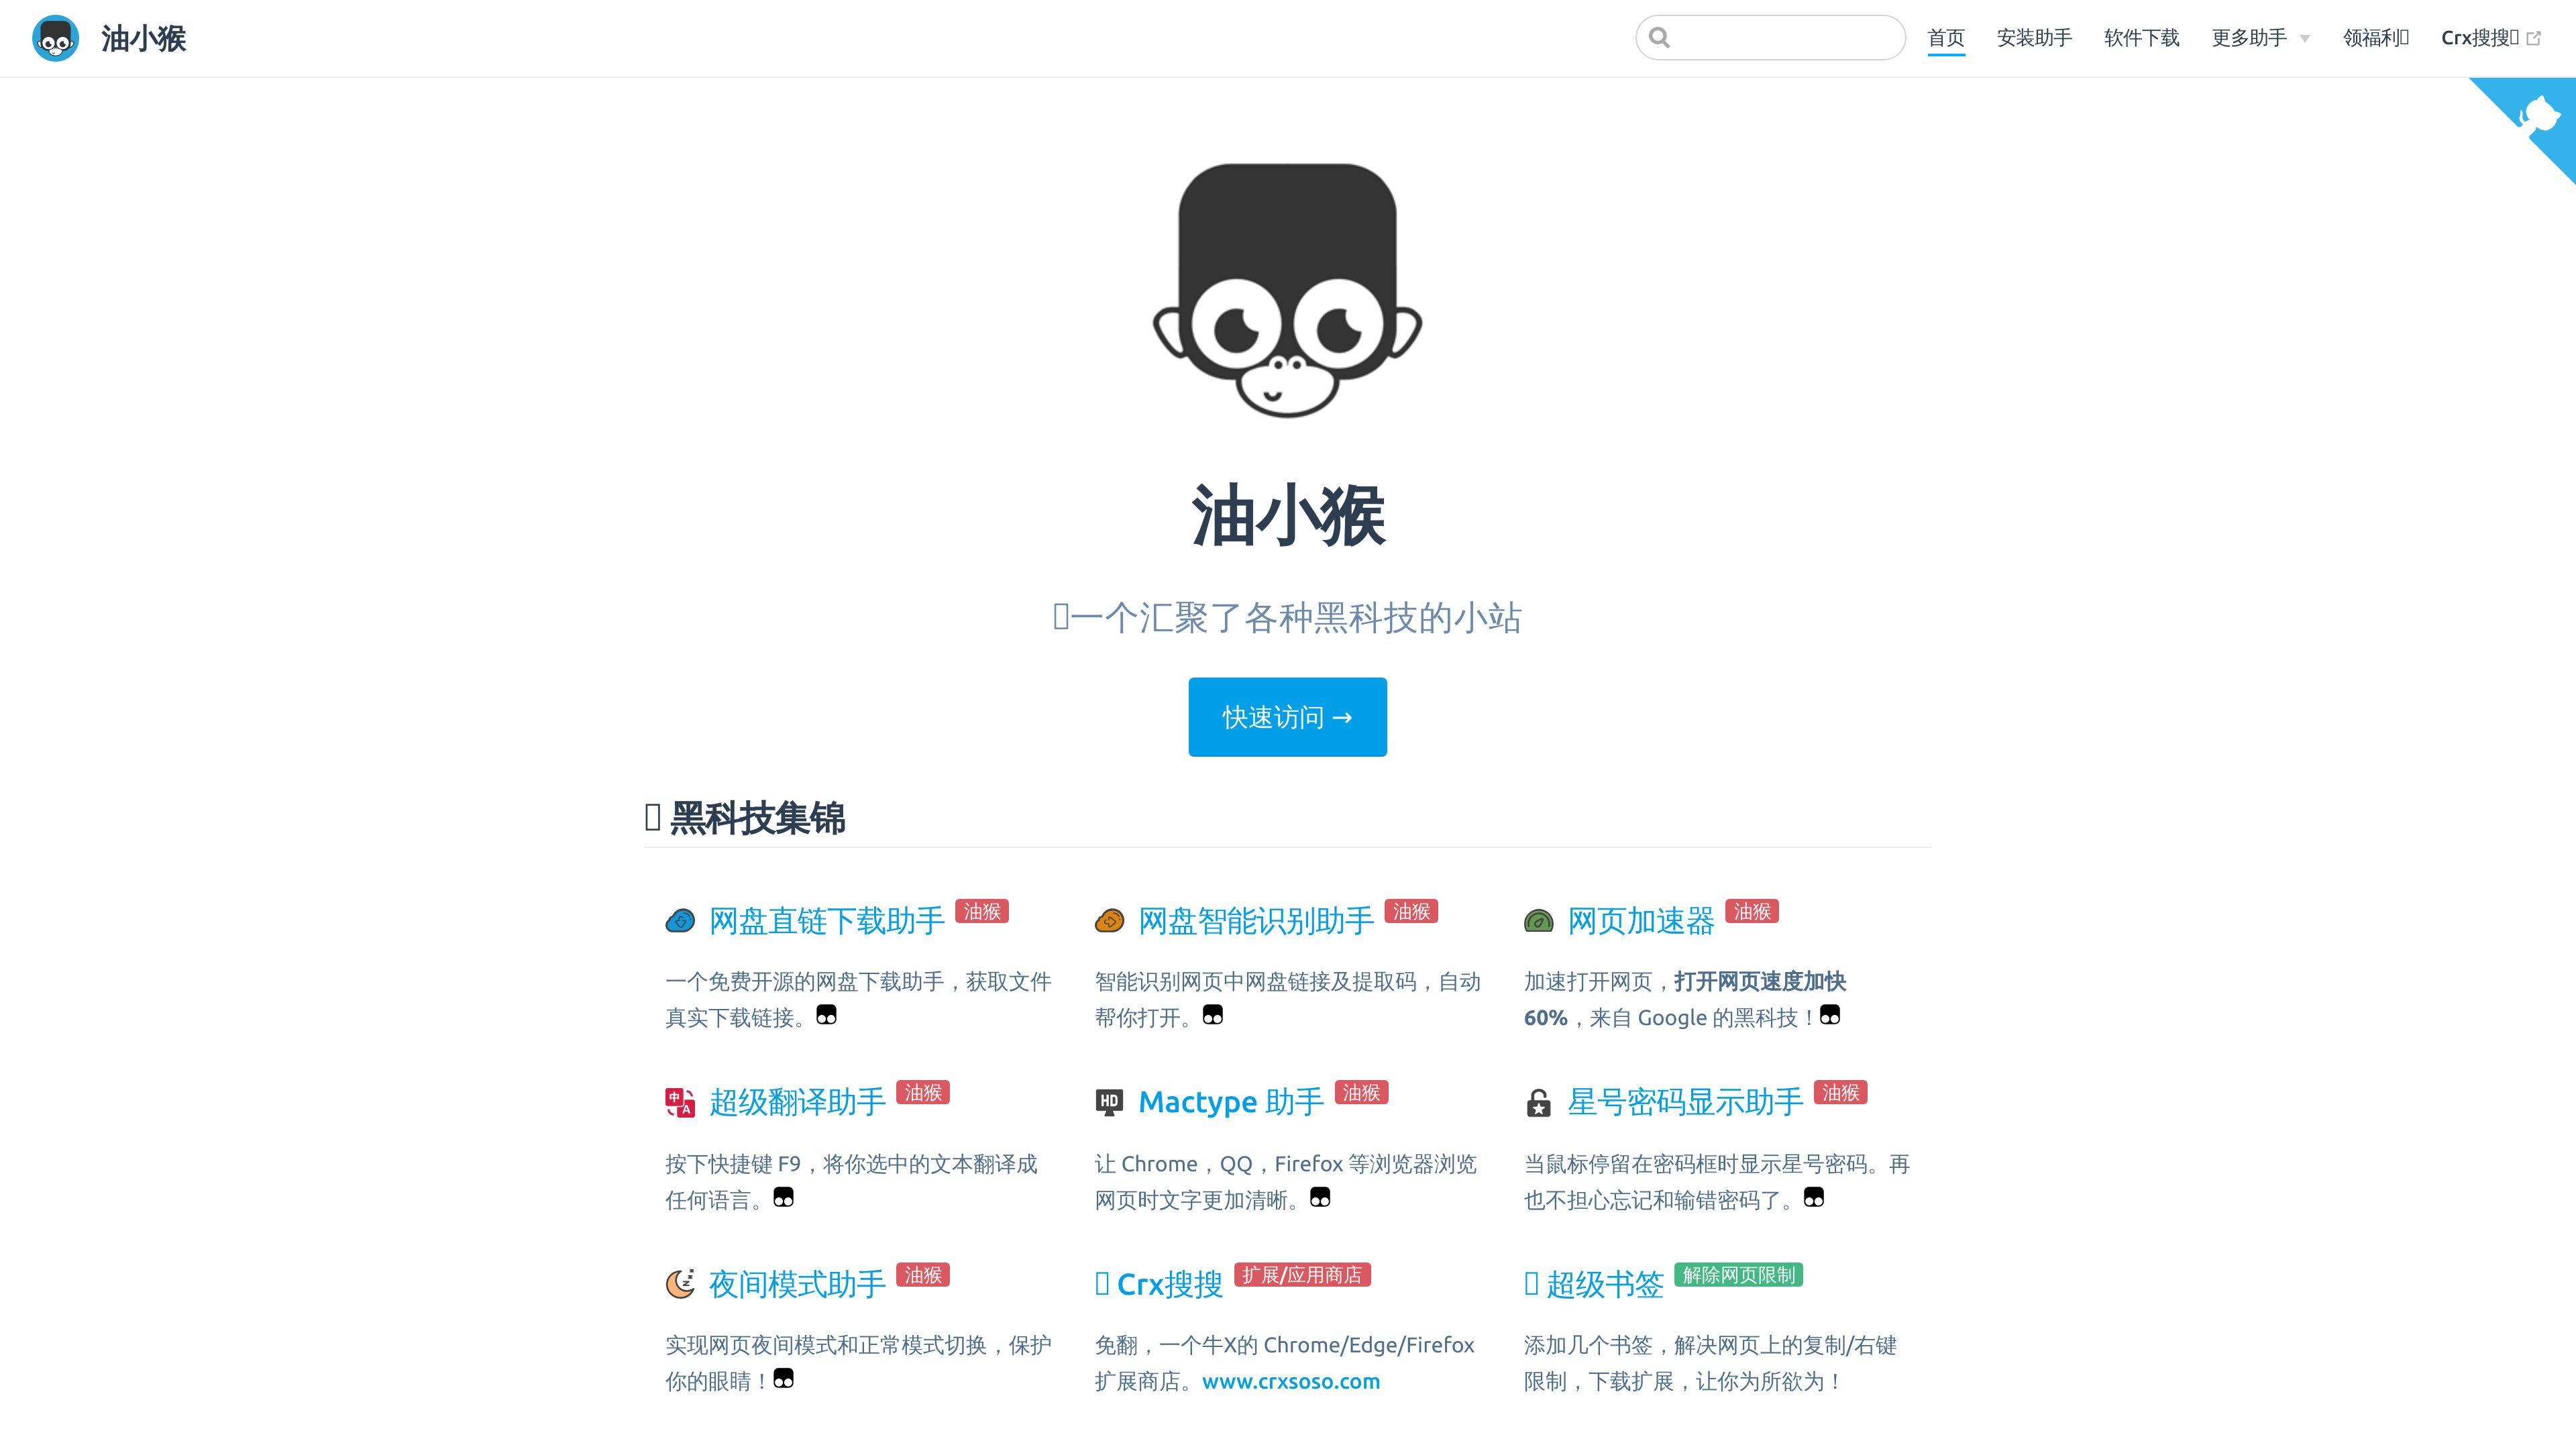 油小猴
首页 安装助手 软件下载 更多助手 领福利 Crx搜搜
油小猴
一个汇聚了各种黑科技的小站
快速访问 →
黑科技集锦
网盘直链下载助手 油猴
一个免费开源的网盘下载助手，获取文件
真实下载链接。
网盘智能识别助手 油猴
智能识别网页中网盘链接及提取码，自动
帮你打开。
网页加速器 油猴
加速打开网页，打开网页速度加快
60%，来自 Google 的黑科技！
中 A
超级翻译助手 油猴
按下快捷键 F9，将你选中的文本翻译成
任何语言。
HD
Mactype 助手 油猴
让 Chrome，QQ，Firefox 等浏览器浏览
网页时文字更加清晰。
星号密码显示助手 油猴
当鼠标停留在密码框时显示星号密码。再
也不担心忘记和输错密码了。
夜间模式助手 油猴
实现网页夜间模式和正常模式切换，保护
你的眼睛！
Crx搜搜 扩展/应用商店
免翻，一个牛X的 Chrome/Edge/Firefox
扩展商店。www.crxsoso.com
超级书签 解除网页限制
添加几个书签，解决网页上的复制/右键
限制，下载扩展，让你为所欲为！